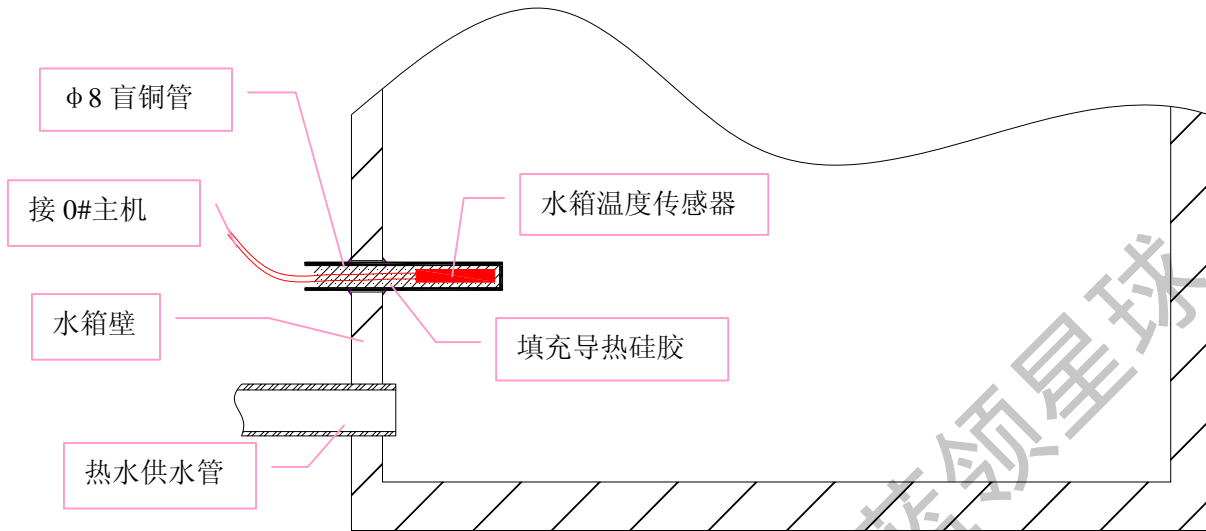 φ8 盲铜管
接 0#主机
水箱温度传感器
水箱壁
填充导热硅胶
热水供水管
蓝领星球